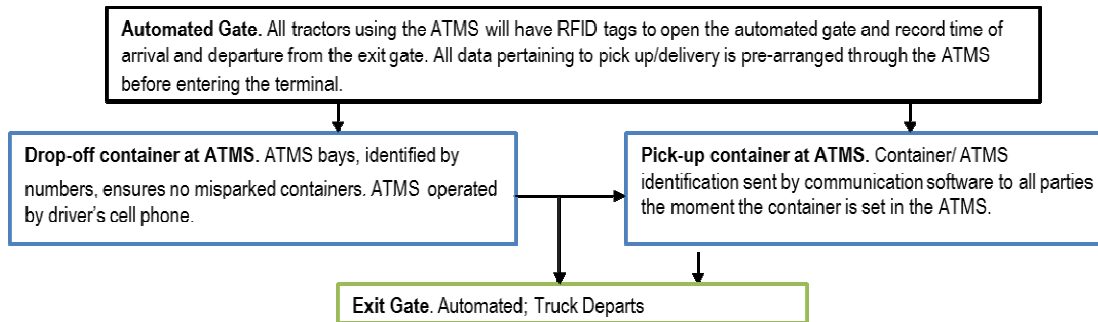 Automated Gate. All tractors using the ATMS will have RFID tags to open the automated gate and record time of
arrival and departure from the exit gate. All data pertaining to pick up/delivery is pre-arranged through the ATMS
before entering the terminal.
Drop-off container at ATMS. ATMS bays, identified by
numbers, ensures no misparked containers. ATMS operated
by driver's cell phone.
Pick-up container at ATMS. Container/ ATMS
identification sent by communication software to all parties
the moment the container is set in the ATMS.
Exit Gate. Automated; Truck Departs